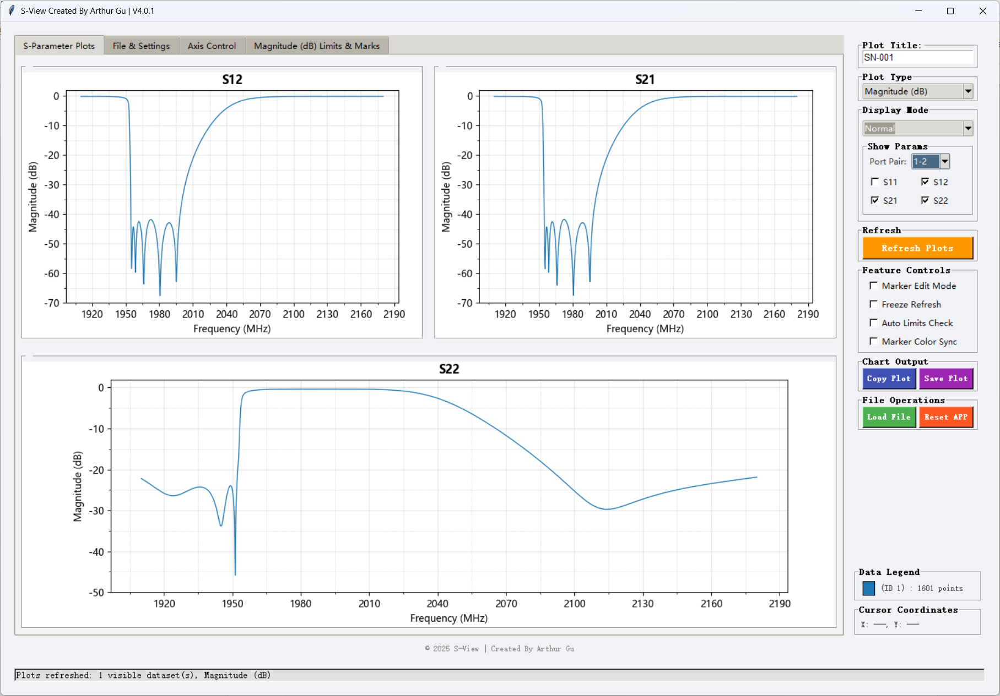 S-View Created By Arthur Gu | V4.0.1
S-Parameter Plots File & Settings Axis Control Magnitude (dB) Limits & Marks
S12
0
-10
-20
-30
-40
-50
-60
-70
Magnitude (dB)
1920 1950 1980 2010 2040 2070 2100 2130 2160 2190
Frequency (MHz)
S21
0
-10
-20
-30
-40
-50
-60
-70
Magnitude (dB)
1920 1950 1980 2010 2040 2070 2100 2130 2160 2190
Frequency (MHz)
S22
0
-10
-20
-30
-40
-50
Magnitude (dB)
1920 1950 1980 2010 2040 2070 2100 2130 2160 2190
Frequency (MHz)
Plot Title:
SN-001
Plot Type
Magnitude (dB)
Display Mode
Normal
Show Params
Port Pair: 1-2
S11 S12
S21 S22
Refresh
Refresh Plots
Feature Controls
Marker Edit Mode
Freeze Refresh
Auto Limits Check
Marker Color Sync
Chart Output
Copy Plot Save Plot
File Operations
Load File Reset APP
Data Legend
(ID 1) : 1601 points
Cursor Coordinates
X: ——, Y: ——
© 2025 S-View | Created By Arthur Gu
Plots refreshed: 1 visible dataset(s), Magnitude (dB)